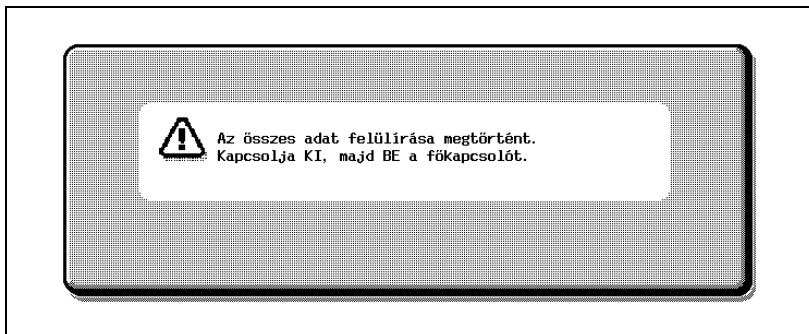 Az összes adat felülírása megtörtént.
Kapcsolja KI, majd BE a főkapcsolót.